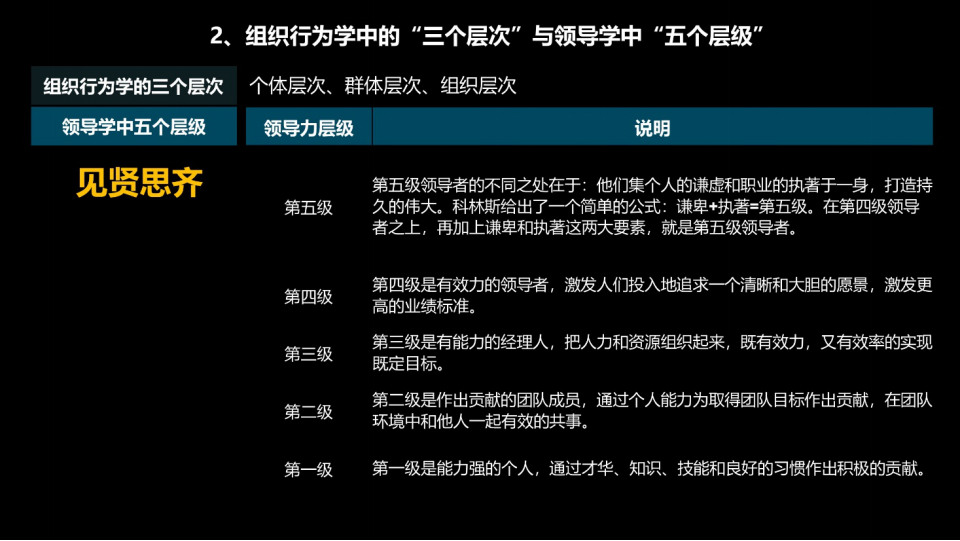 2、组织行为学中的“三个层次”与领导学中“五个层级”
组织行为学的三个层次
个体层次、群体层次、组织层次
领导学中五个层级
领导力层级
说明
见贤思齐
第五级
第五级领导者的不同之处在于：他们集个人的谦虚和职业的执著于一身，打造持
久的伟大。科林斯给出了一个简单的公式：谦卑+执著=第五级。在第四级领导
者之上，再加上谦卑和执著这两大要素，就是第五级领导者。
第四级
第四级是有效力的领导者，激发人们投入地追求一个清晰和大胆的愿景，激发更
高的业绩标准。
第三级
第三级是有能力的经理人，把人力和资源组织起来，既有效力，又有效率的实现
既定目标。
第二级
第二级是作出贡献的团队成员，通过个人能力为取得团队目标作出贡献，在团队
环境中和他人一起有效的共事。
第一级
第一级是能力强的个人，通过才华、知识、技能和良好的习惯作出积极的贡献。